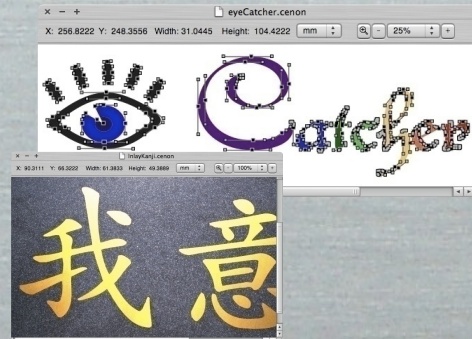 eyeCatcher.cenon
X: 256.8222 Y: 248.3556 Width: 31.0445 Height: 104.4222 mm - 25% +
Catcher
InlayKanji.cenon
X: 90.3111 Y: 66.3222 Width: 61.3833 Height: 49.3889 mm - 100% +
我 意